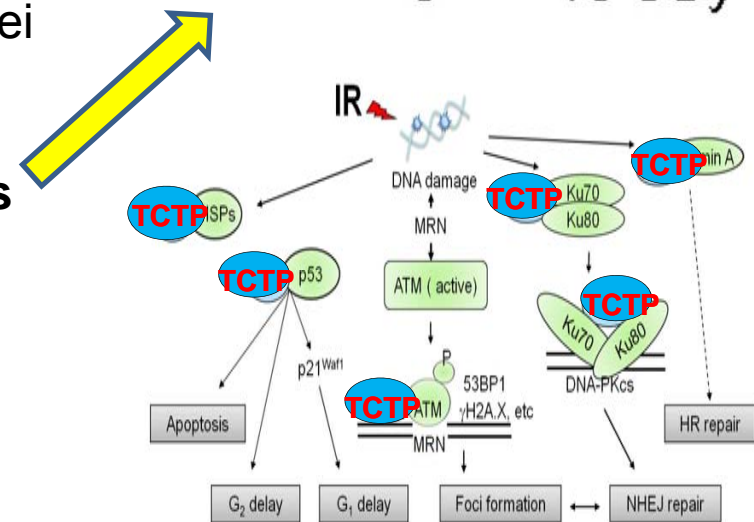 ei
s
IR
DNA damage
MRN
ATM ( active)
TCTP
SPs
TCTP
p53
TCTP
Ku70
Ku80
TCTP
min A
TCTP
Ku70
Ku80
DNA-PKcs
p21Waf1
P
TCTP
ATM
53BP1
γH2A.X, etc
MRN
Apoptosis
HR repair
G2 delay
G1 delay
Foci formation
NHEJ repair